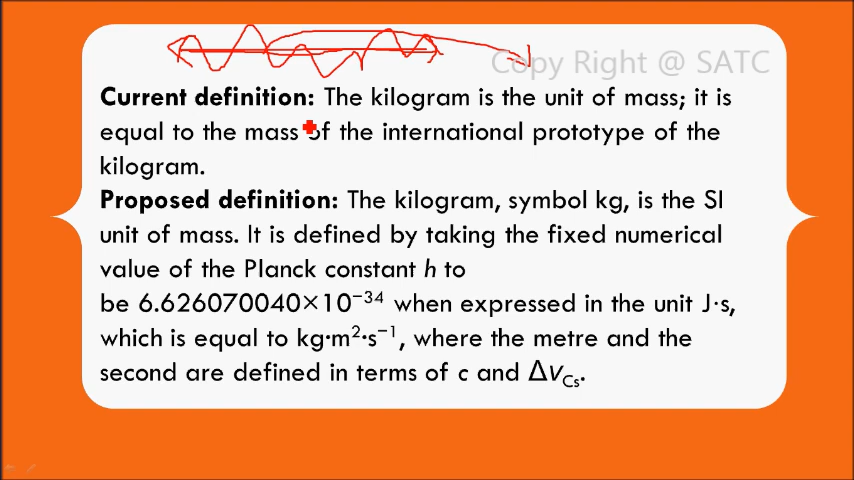 Copy Right @ SATC
Current definition: The kilogram is the unit of mass; it is
equal to the mass of the international prototype of the
kilogram.
Proposed definition: The kilogram, symbol kg, is the SI
unit of mass. It is defined by taking the fixed numerical
value of the Planck constant h to
be 6.626070040×10⁻³⁴ when expressed in the unit J·s,
which is equal to kg·m²·s⁻¹, where the metre and the
second are defined in terms of c and Δν_Cs.